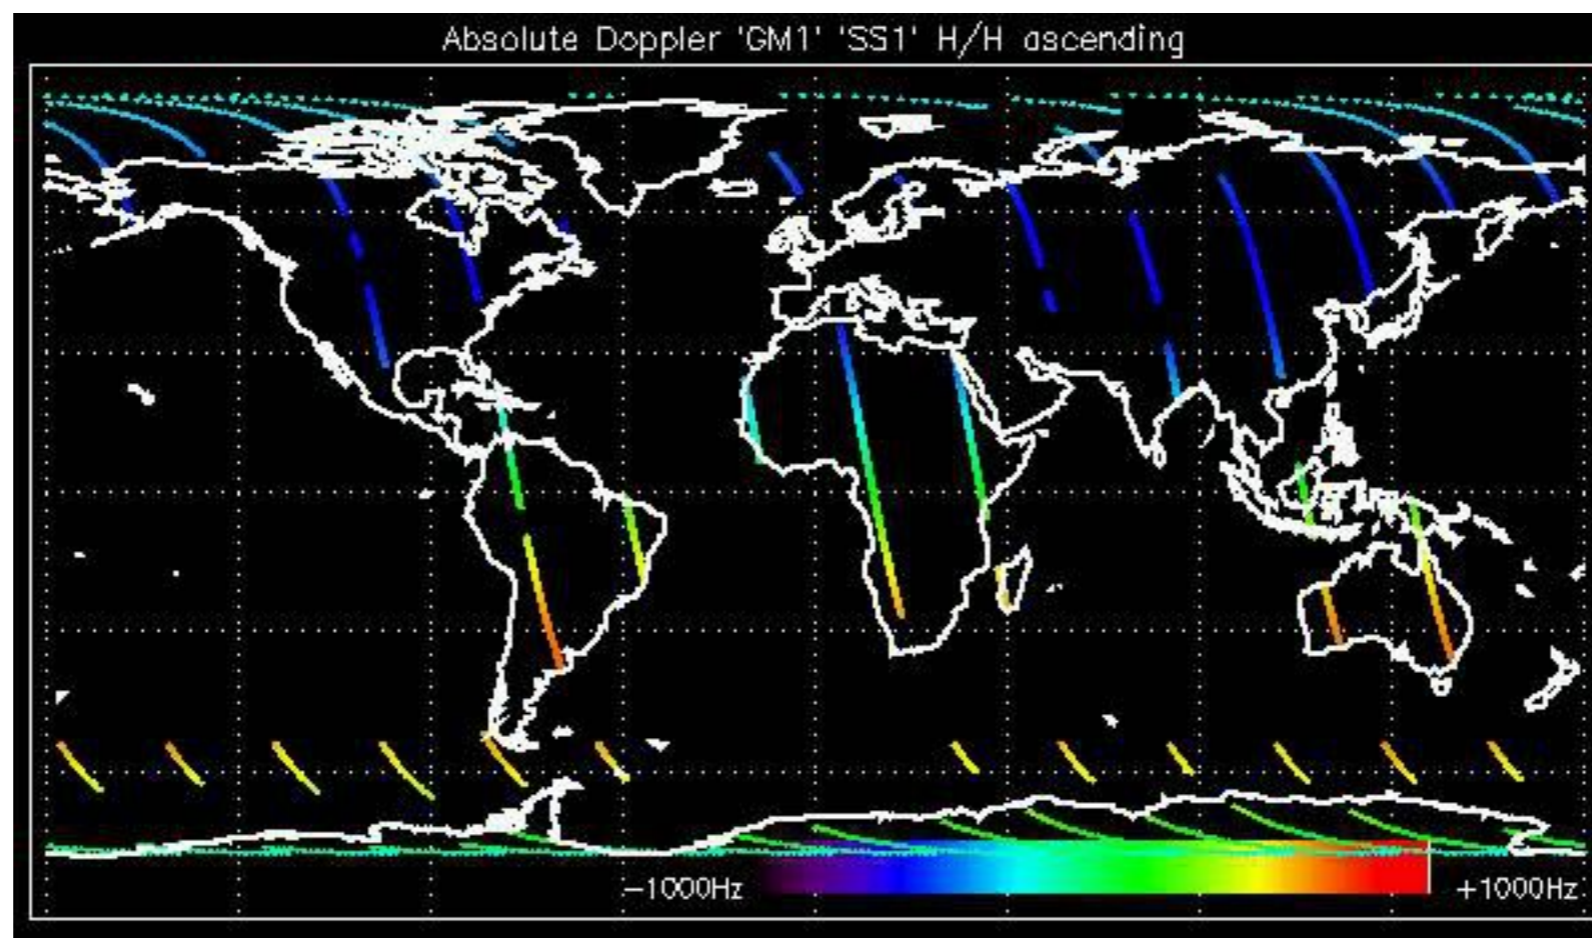 Absolute Doppler 'GM1' 'SS1' H/H ascending
−1000Hz
+1000Hz